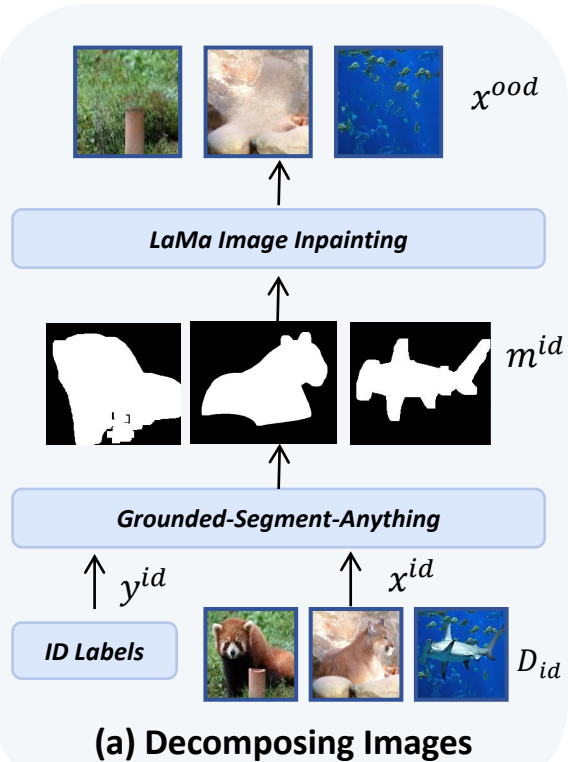 x^{ood}
LaMa Image Inpainting
m^{id}
Grounded-Segment-Anything
y^{id}
x^{id}
ID Labels
D_{id}
(a) Decomposing Images